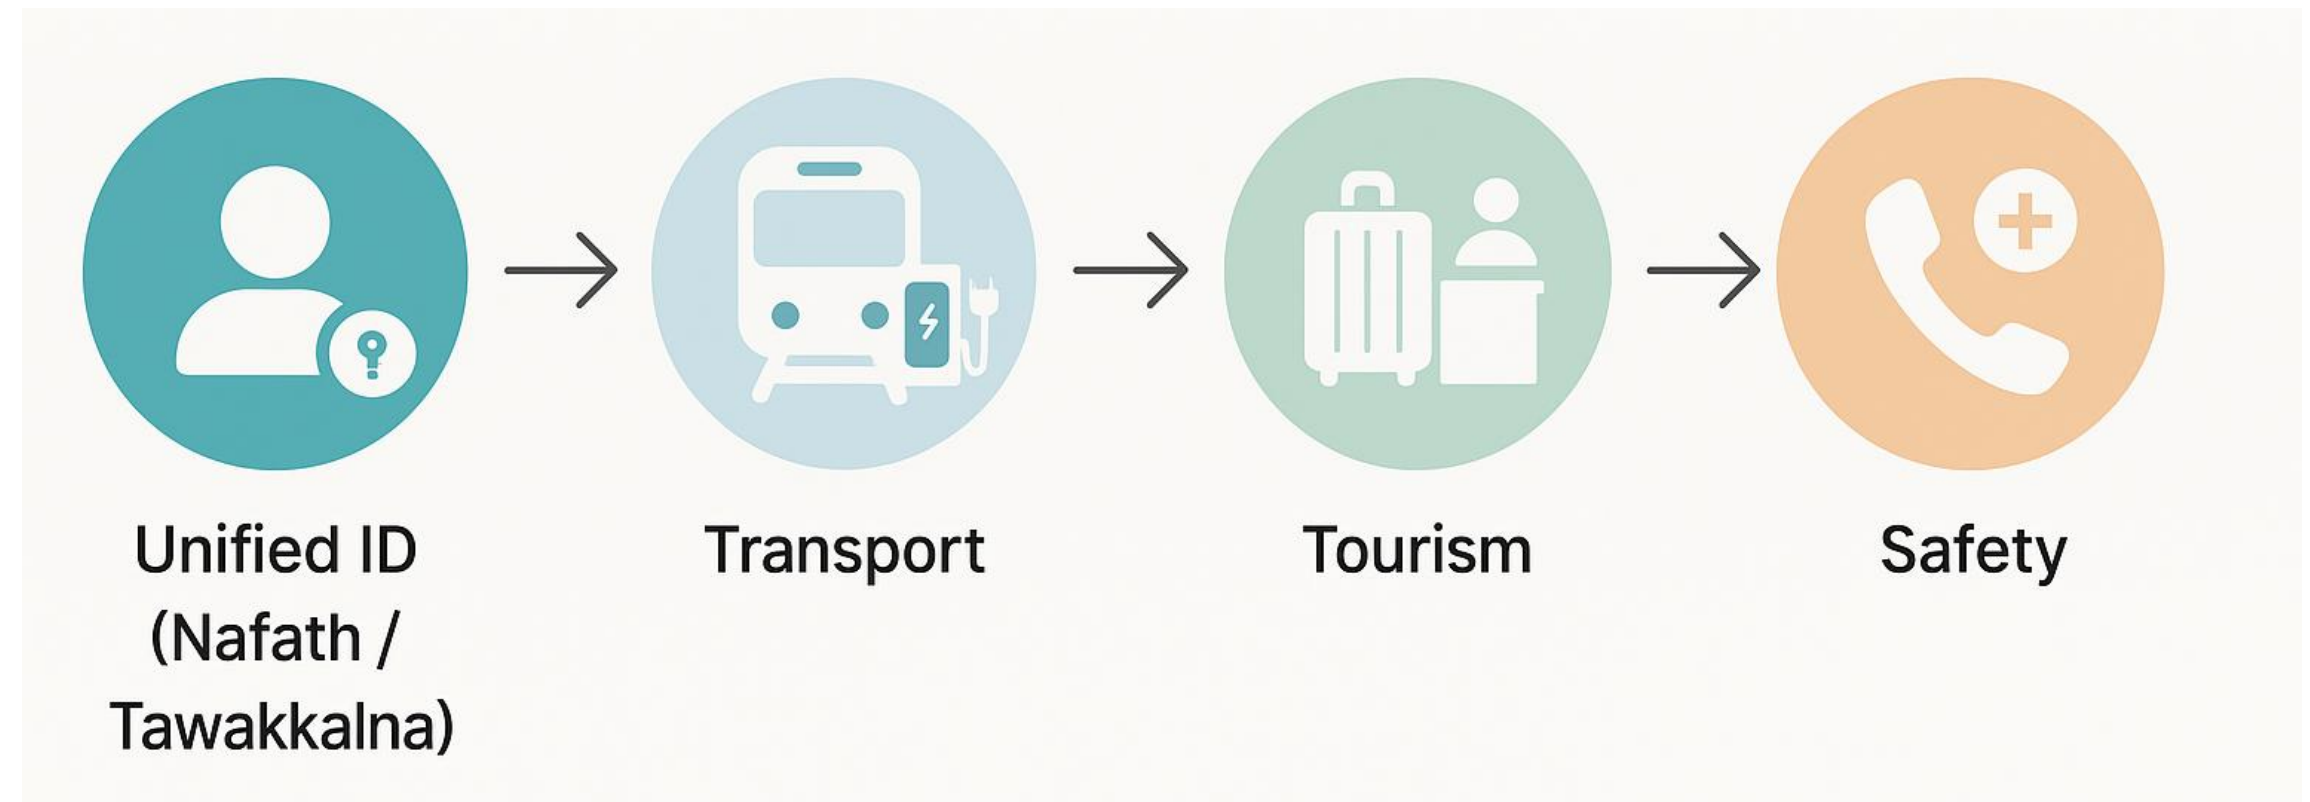 Unified ID
(Nafath /
Tawakkalna)
Transport
Tourism
Safety